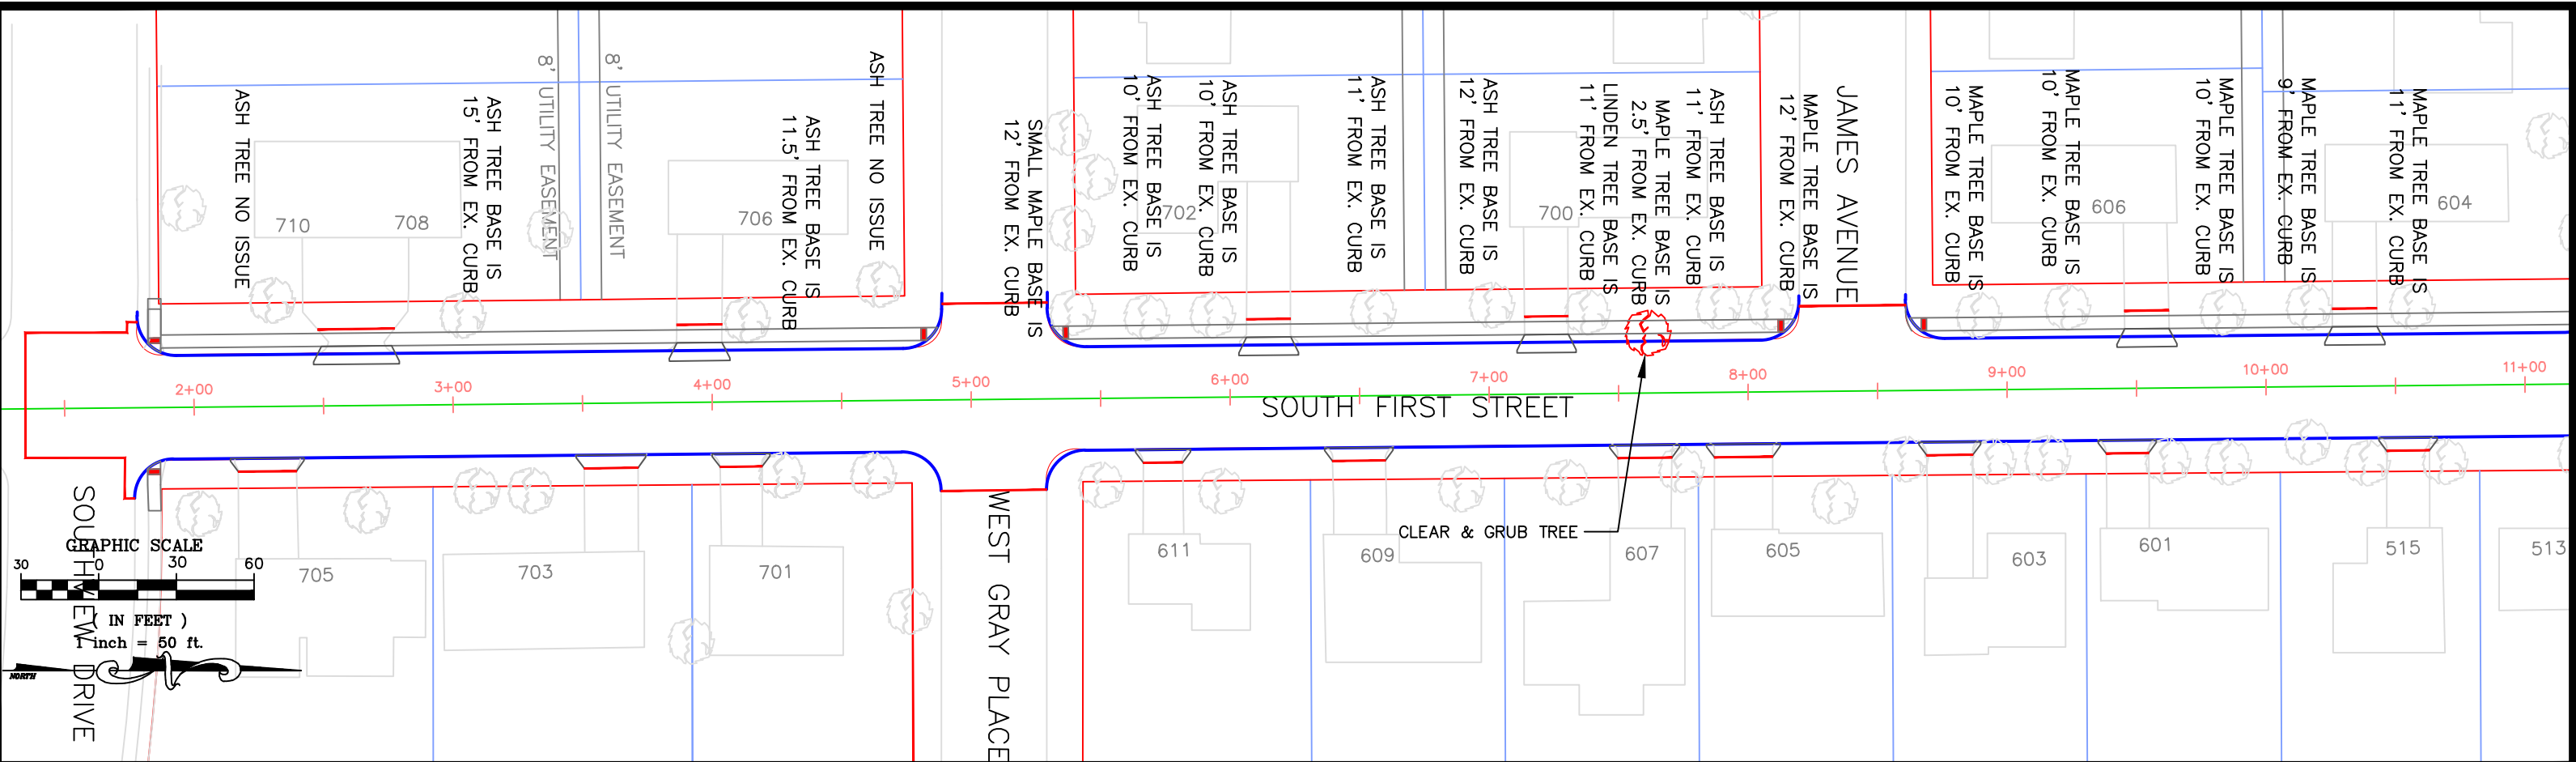 ASH TREE NO ISSUE
ASH TREE BASE IS
15' FROM EX. CURB
8' UTILITY EASEMENT
8' UTILITY EASEMENT
ASH TREE BASE IS
11.5' FROM EX. CURB
ASH TREE NO ISSUE
SMALL MAPLE BASE IS
12' FROM EX. CURB
ASH TREE BASE IS
10' FROM EX. CURB
ASH TREE BASE IS
10' FROM EX. CURB
ASH TREE BASE IS
11' FROM EX. CURB
ASH TREE BASE IS
12' FROM EX. CURB
LINDEN TREE BASE IS
11' FROM EX. CURB
MAPLE TREE BASE IS
2.5' FROM EX. CURB
ASH TREE BASE IS
11' FROM EX. CURB
MAPLE TREE BASE IS
12' FROM EX. CURB
JAMES AVENUE
MAPLE TREE BASE IS
10' FROM EX. CURB
MAPLE TREE BASE IS
10' FROM EX. CURB
MAPLE TREE BASE IS
10' FROM EX. CURB
MAPLE TREE BASE IS
9' FROM EX. CURB
MAPLE TREE BASE IS
11' FROM EX. CURB
710
708
706
702
700
606
604
2+00
3+00
4+00
5+00
6+00
7+00
8+00
9+00
10+00
11+00
SOUTH FIRST STREET
CLEAR & GRUB TREE
SOUTHVIEW DRIVE
WEST GRAY PLACE
705
703
701
611
609
607
605
603
601
515
513
GRAPHIC SCALE
30 0 30 60
( IN FEET )
1 inch = 50 ft.
NORTH